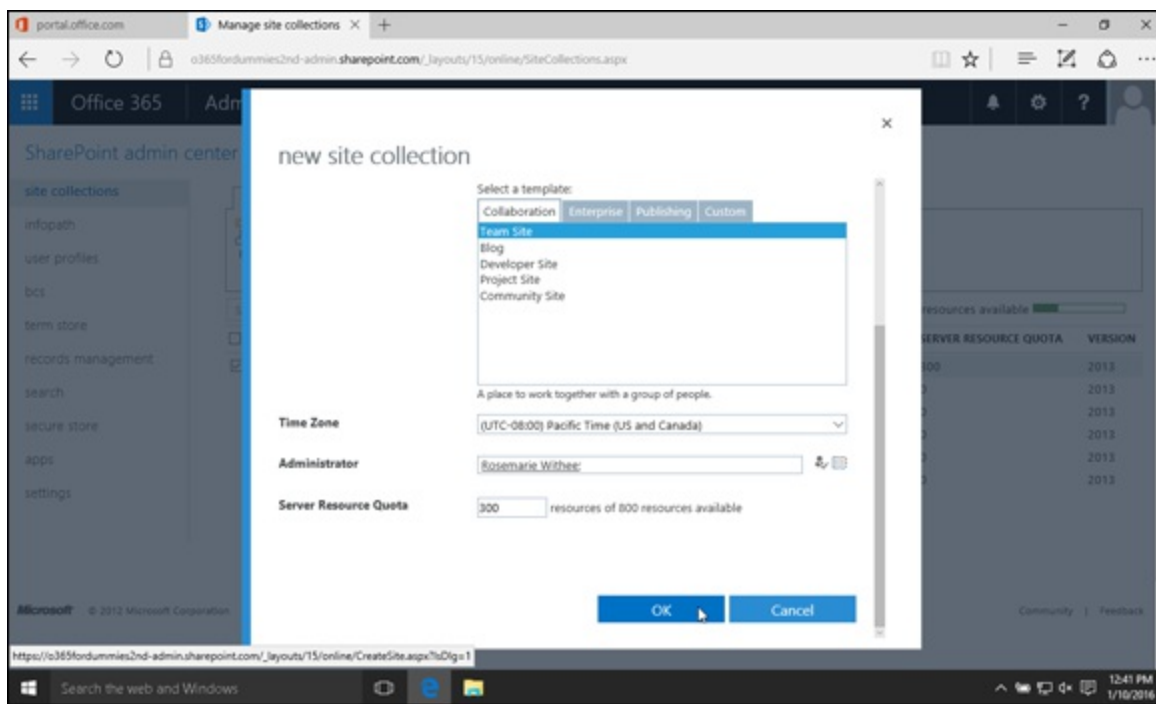 portal.office.com
Manage site collections
o365fordummies2nd-admin.sharepoint.com/_layouts/15/online/SiteCollections.aspx
Office 365
Adm
?
SharePoint admin center
site collections
infopath
user profiles
bcs
term store
records management
search
secure store
apps
settings
new site collection
Select a template:
Collaboration Enterprise Publishing Custom
Team Site
Blog
Developer Site
Project Site
Community Site
A place to work together with a group of people.
Time Zone
(UTC-08:00) Pacific Time (US and Canada)
Administrator
Rosemarie Withee;
Server Resource Quota
300 resources of 800 resources available
OK Cancel
resources available
SERVER RESOURCE QUOTA VERSION
300 2013
2013
2013
2013
2013
2013
Microsoft © 2012 Microsoft Corporation
Community | Feedback
https://o365fordummies2nd-admin.sharepoint.com/_layouts/15/online/CreateSite.aspx?IsDlg=1
Search the web and Windows
12:41 PM
1/10/2016